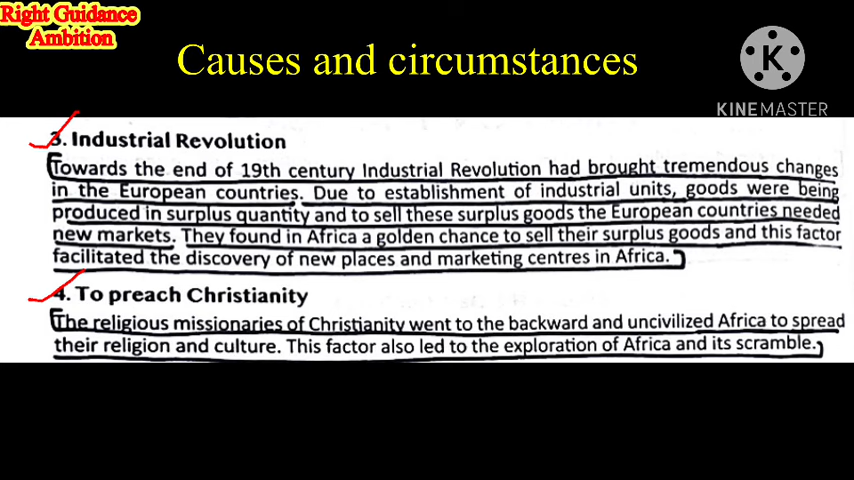 Right Guidance
Ambition
Causes and circumstances
K
KINEMASTER
3. Industrial Revolution
Towards the end of 19th century Industrial Revolution had brought tremendous changes
in the European countries. Due to establishment of industrial units, goods were being
produced in surplus quantity and to sell these surplus goods the European countries needed
new markets. They found in Africa a golden chance to sell their surplus goods and this factor
facilitated the discovery of new places and marketing centres in Africa.
4. To preach Christianity
The religious missionaries of Christianity went to the backward and uncivilized Africa to spread
their religion and culture. This factor also led to the exploration of Africa and its scramble.